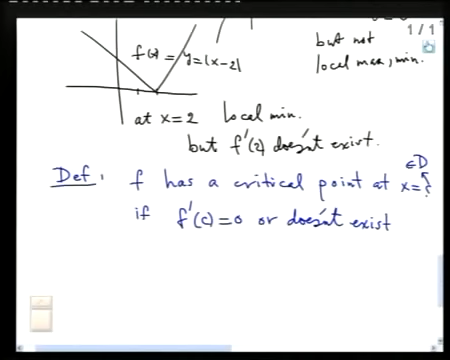 1/1
but not
local max, min.
f(x) = y = |x-2|
at x=2 local min.
but f'(2) doesn't exist.
Def: f has a critical point at x=c ∈D
if f'(c)=0 or doesn't exist